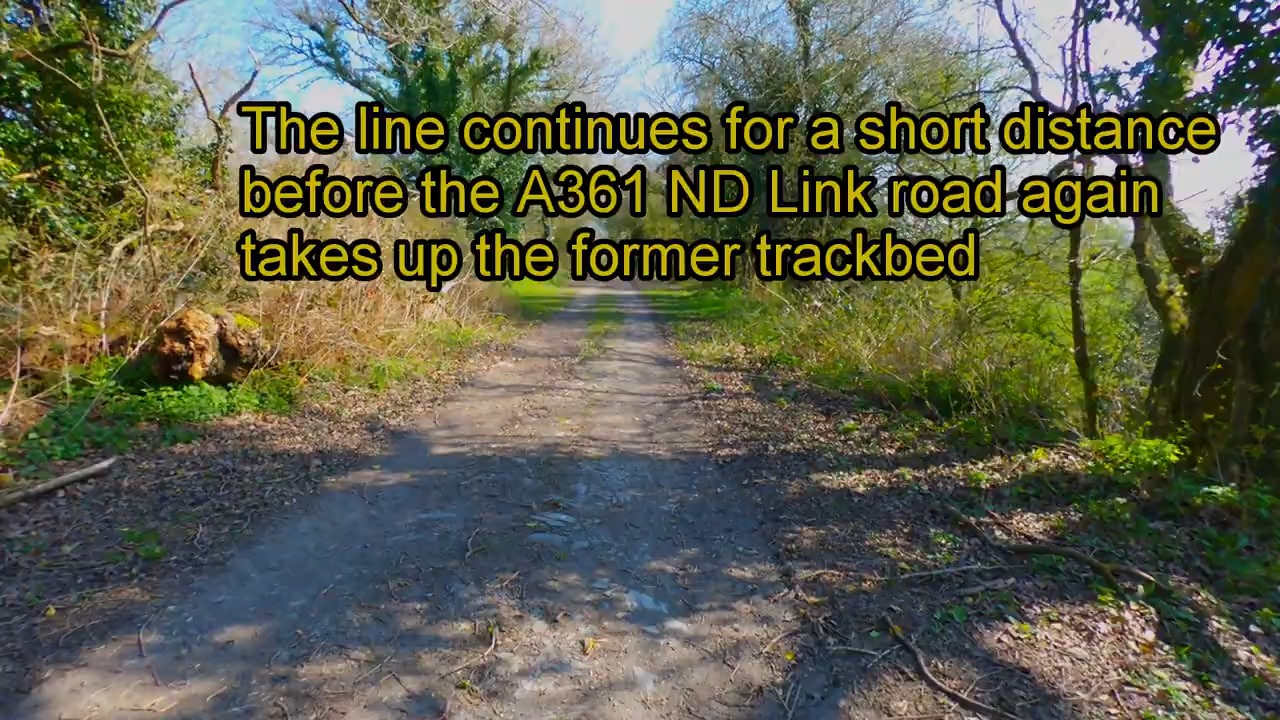 The line continues for a short distance
before the A361 ND Link road again
takes up the former trackbed